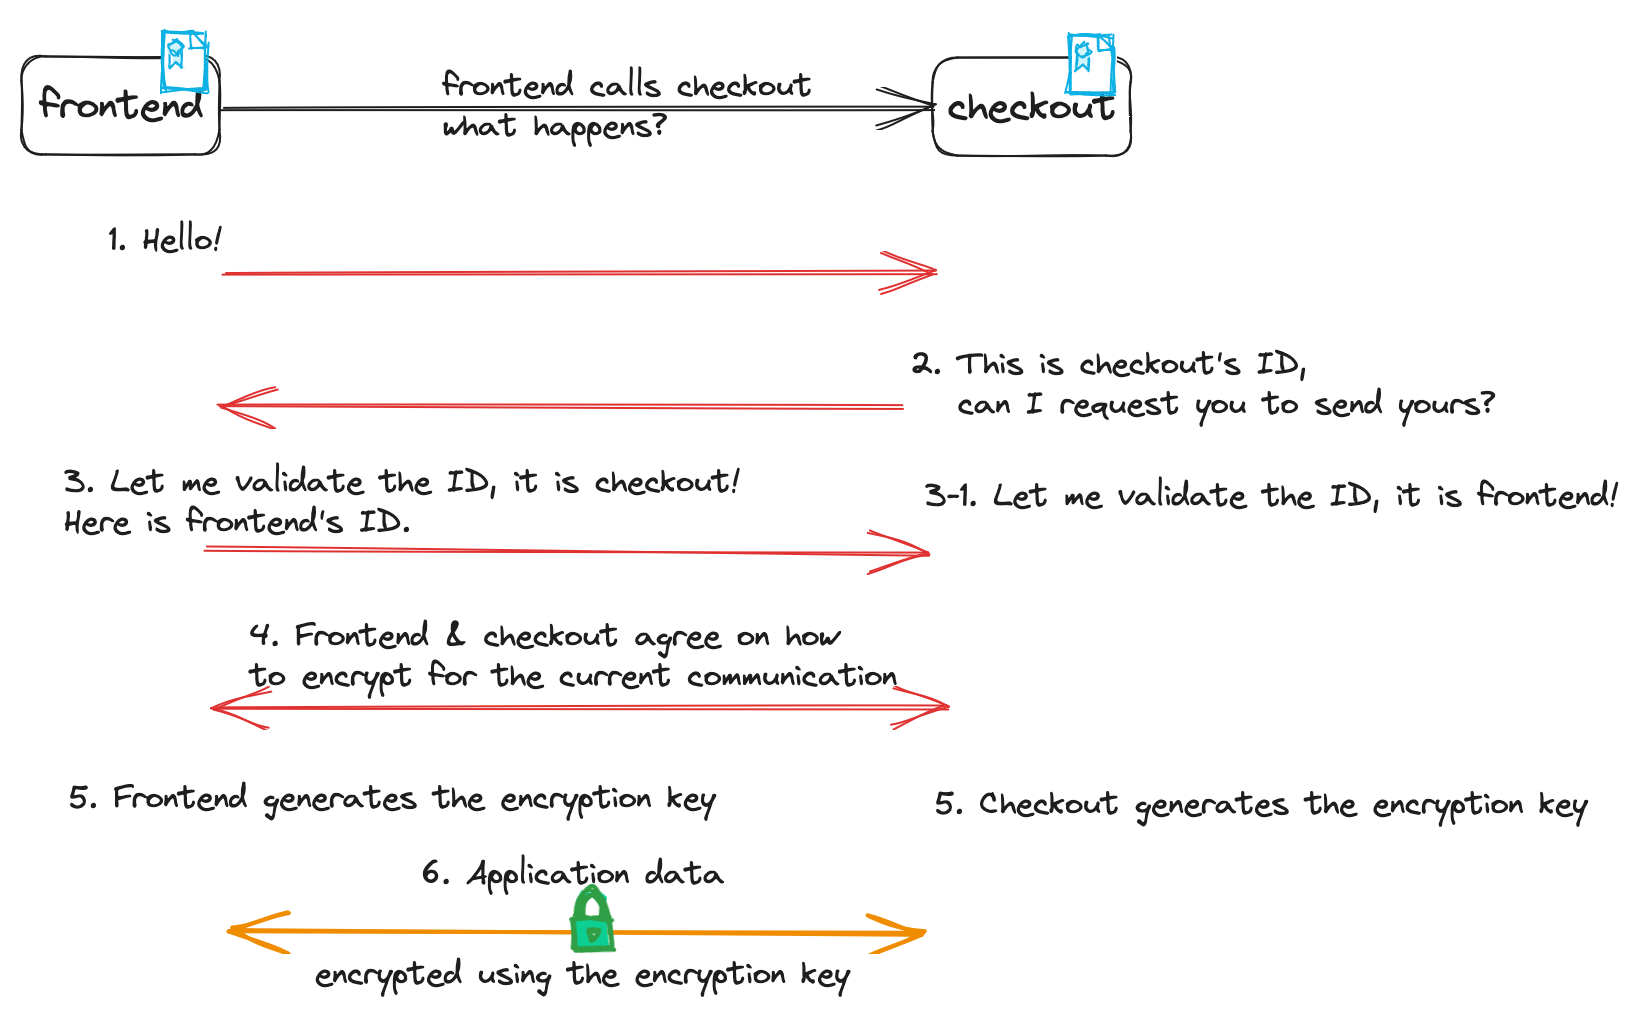 frontend
frontend calls checkout
what happens?
checkout
1. Hello!
2. This is checkout's ID,
can I request you to send yours?
3. Let me validate the ID, it is checkout!
Here is frontend's ID.
3-1. Let me validate the ID, it is frontend!
4. Frontend & checkout agree on how
to encrypt for the current communication
5. Frontend generates the encryption key
5. Checkout generates the encryption key
6. Application data
encrypted using the encryption key